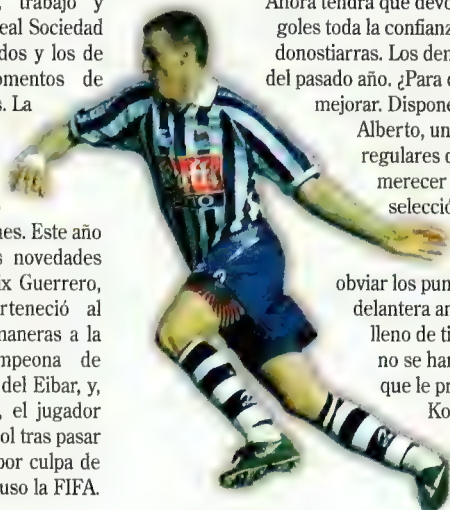 , trabajo y
eal Sociedad
dos y los de
omentos de
s. La
nes. Este año
s novedades
ix Guerrero,
rteneció al
maneras a la
mpeona de
del Eibar, y,
, el jugador
ol tras pasar
por culpa de
uso la FIFA.
Ahora tendrá que devo
goles toda la confianz
donostiarras. Los den
del pasado año. ¿Para
mejorar. Dispone
Alberto, un
regulares
merecer
selecció
obviar los pun
delantera an
lleno de ti
no se har
que le pr
Ko